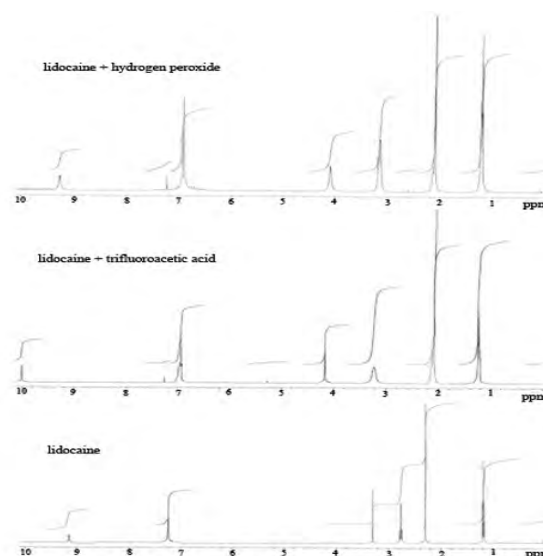 lidocaine + hydrogen peroxide
10 9 8 7 6 5 4 3 2 1 ppm
lidocaine + trifluoroacetic acid
10 9 8 7 6 5 4 3 2 1 ppm
lidocaine
10 9 8 7 6 5 4 3 2 1 ppm